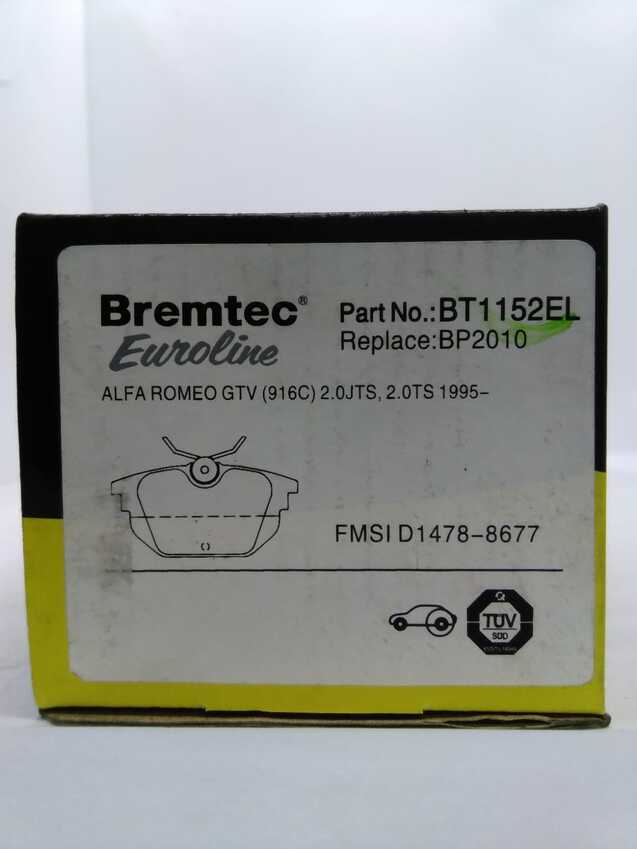 Bremtec®
Euroline
Part No.:BT1152EL
Replace:BP2010
ALFA ROMEO GTV (916C) 2.0JTS, 2.0TS 1995-
FMSI D1478-8677
TÜV
SÜD